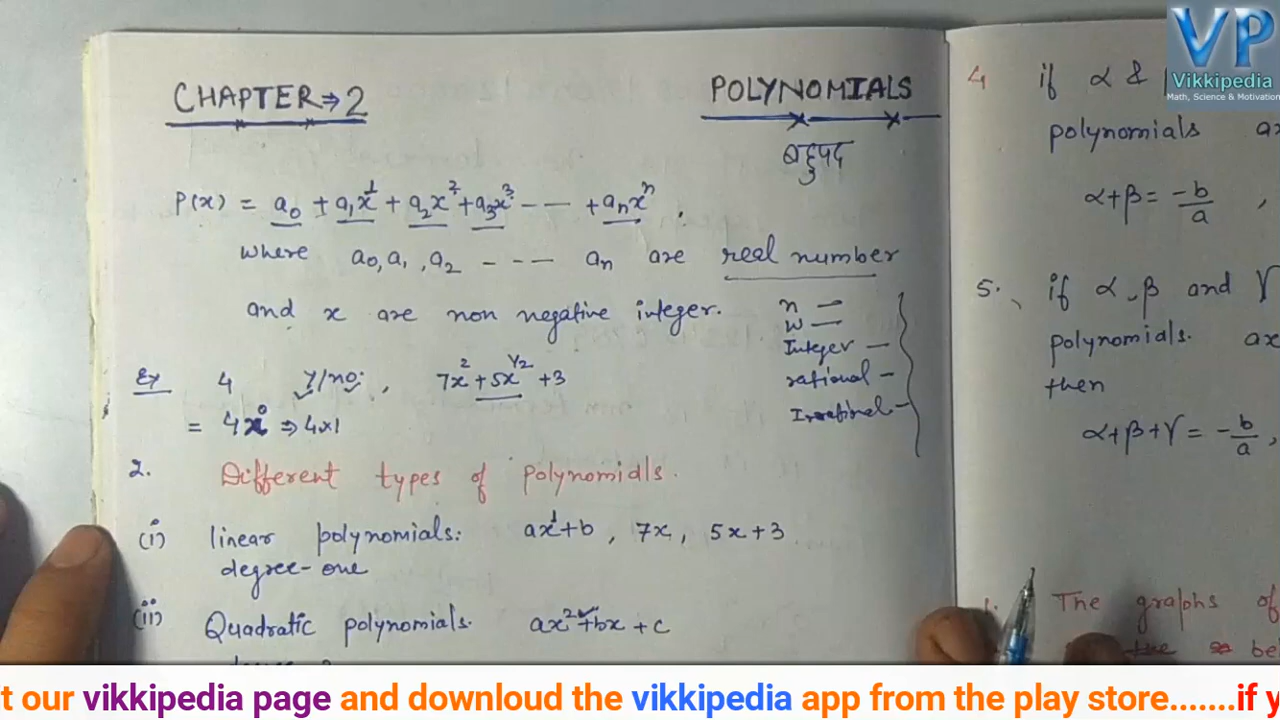 CHAPTER⇒2
POLYNOMIALS
बहुपद
P(x) = a₀ + a₁x¹ + a₂x² + a₃x³ --- + aₙxⁿ.
where a₀, a₁, a₂ ---- aₙ are real number
and x are non negative integer.
n —
w —
Integer —
rational —
Ex 4 y/no. , 7x² + 5x^1/2 + 3
= 4x⁰ ⇒ 4×1
2. Different types of polynomials.
(i) linear polynomials: ax¹+b , 7x, 5x+3
degree-one
(ii) Quadratic polynomials. ax²+bx+c
4 if α &
polynomials
α+β = -b/a ,
5. if α, β and γ
polynomials.
then
α+β+γ = -b/a ,
The graphs of
VP
Vikkipedia
Math, Science & Motivation
t our vikkipedia page and downloud the vikkipedia app from the play store.......if y